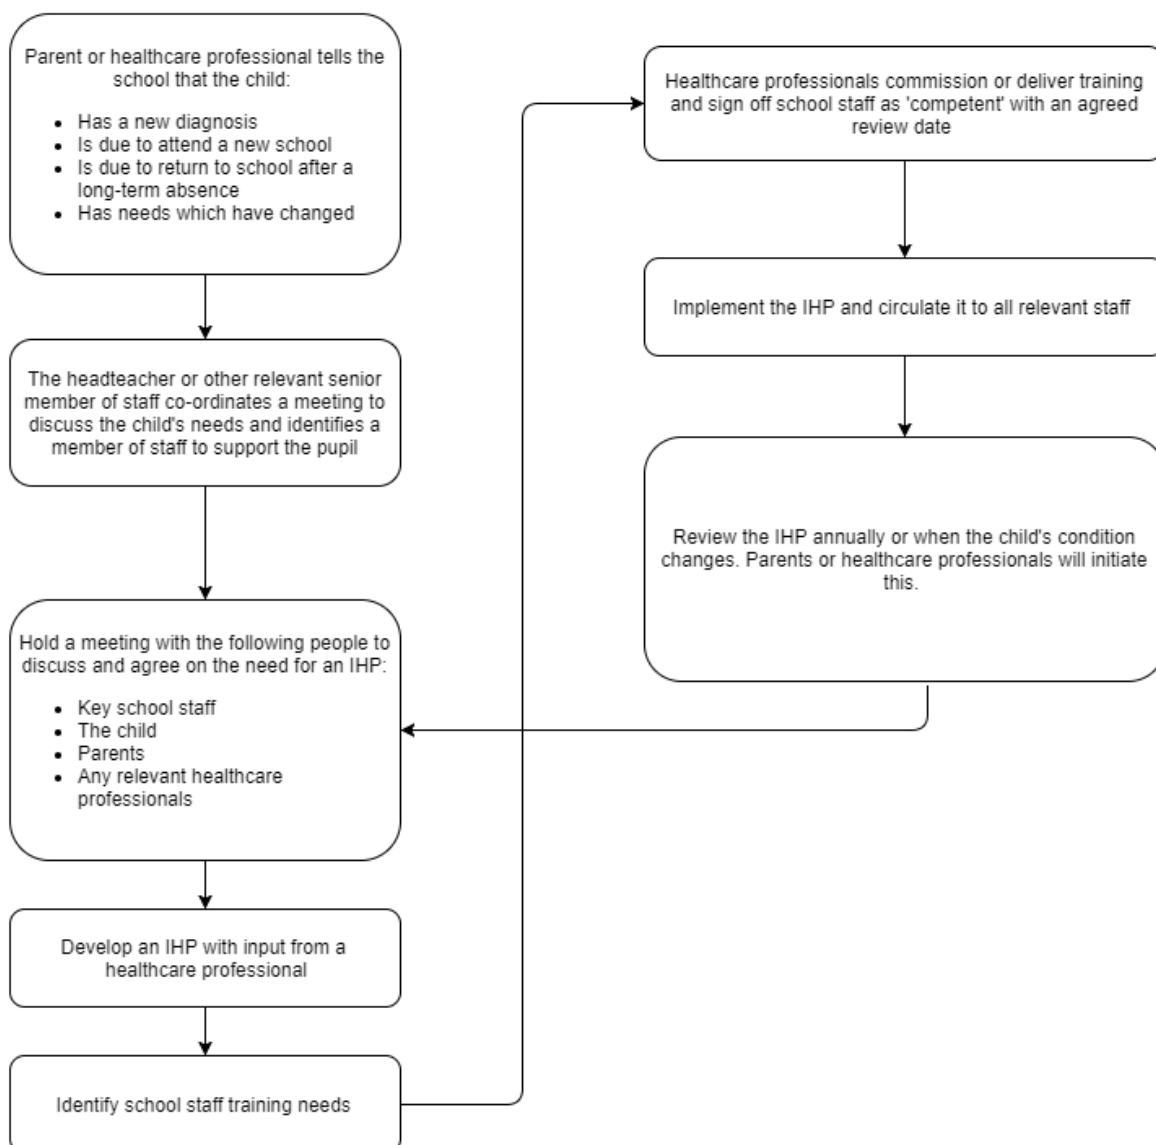 Parent or healthcare professional tells the
school that the child:
• Has a new diagnosis
• Is due to attend a new school
• Is due to return to school after a
long-term absence
• Has needs which have changed
The headteacher or other relevant senior
member of staff co-ordinates a meeting to
discuss the child's needs and identifies a
member of staff to support the pupil
Hold a meeting with the following people to
discuss and agree on the need for an IHP:
• Key school staff
• The child
• Parents
• Any relevant healthcare
professionals
Develop an IHP with input from a
healthcare professional
Identify school staff training needs
Healthcare professionals commission or deliver training
and sign off school staff as 'competent' with an agreed
review date
Implement the IHP and circulate it to all relevant staff
Review the IHP annually or when the child's condition
changes. Parents or healthcare professionals will initiate
this.